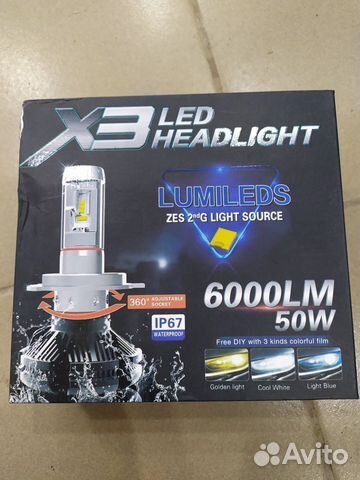 X3 LED
HEADLIGHT
LUMILEDS
ZES 2ndG LIGHT SOURCE
360° ADJUSTABLE
SOCKET
IP67
WATERPROOF
6000LM
50W
Free DIY with 3 kinds colorful film
Golden light Cool White Light Blue
Avito